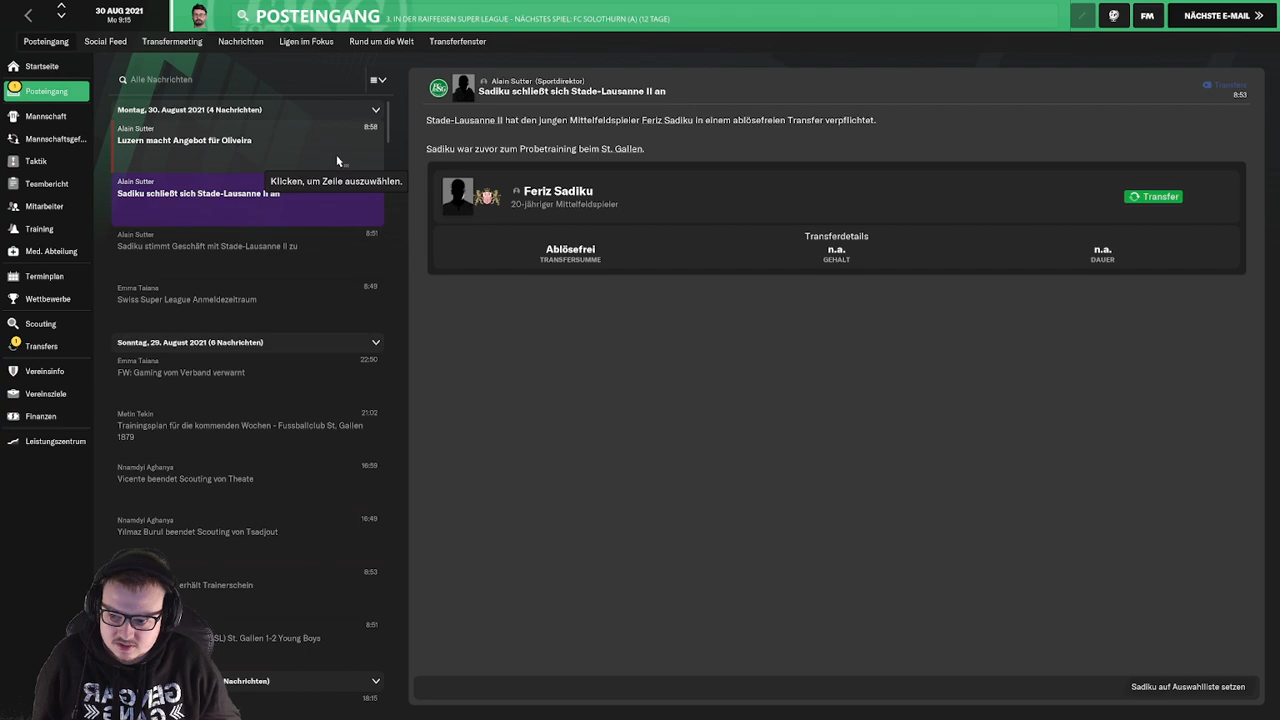 30 AUG 2021
Mo 9:15
POSTEINGANG
3. IN DER RAIFFEISEN SUPER LEAGUE - NÄCHSTES SPIEL: FC SOLOTHURN (A) (12 TAGE)
FM
NÄCHSTE E-MAIL
Posteingang
Social Feed
Transfermeeting
Nachrichten
Ligen im Fokus
Rund um die Welt
Transferfenster
Startseite
1
Posteingang
Mannschaft
Mannschaftsgef...
Taktik
Teambericht
Mitarbeiter
Training
Med. Abteilung
Terminplan
Wettbewerbe
Scouting
1
Transfers
Vereinsinfo
Vereinsziele
Finanzen
Leistungszentrum
Alle Nachrichten
Montag, 30. August 2021 (4 Nachrichten)
Alain Sutter
8:58
Luzern macht Angebot für Oliveira
Klicken, um Zeile auszuwählen.
Alain Sutter
Sadiku schließt sich Stade-Lausanne II an
Alain Sutter
8:51
Sadiku stimmt Geschäft mit Stade-Lausanne II zu
Emma Taiana
8:49
Swiss Super League Anmeldezeitraum
Sonntag, 29. August 2021 (6 Nachrichten)
Emma Taiana
22:50
FW: Gaming vom Verband verwarnt
Metin Tekin
21:02
Trainingsplan für die kommenden Wochen - Fussballclub St. Gallen
1879
Nnamdyi Aghanya
16:59
Vicente beendet Scouting von Theate
Nnamdyi Aghanya
16:49
Yılmaz Burul beendet Scouting von Tsadjout
8:53
erhält Trainerschein
8:51
SL) St. Gallen 1-2 Young Boys
Nachrichten)
18:15
Alain Sutter (Sportdirektor)
Sadiku schließt sich Stade-Lausanne II an
Transfers
8:53
Stade-Lausanne II hat den jungen Mittelfeldspieler Feriz Sadiku in einem ablösefreien Transfer verpflichtet.
Sadiku war zuvor zum Probetraining beim St. Gallen.
Feriz Sadiku
20-jähriger Mittelfeldspieler
Transfer
Transferdetails
Ablösefrei
n.a.
n.a.
TRANSFERSUMME
GEHALT
DAUER
Sadiku auf Auswahlliste setzen